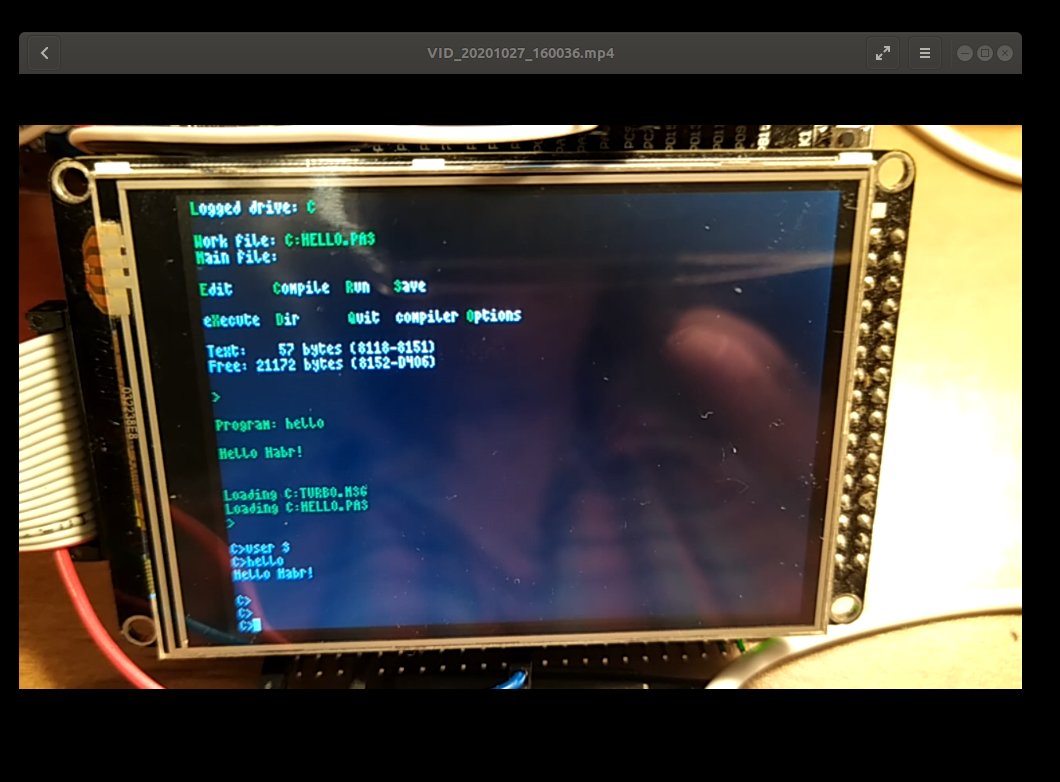 VID_20201027_160036.mp4
Logged drive: C
Work file: C:HELLO.PAS
Main file:
Edit Compile Run Save
eXecute Dir Quit compiler Options
Text: 57 bytes (8118-8151)
Free: 21172 bytes (8152-D406)
>
Program: hello
Hello Habr!
Loading C:TURBO.MSG
Loading C:HELLO.PAS
>
C>user 3
C>hello
Hello Habr!
C>
C>
C>